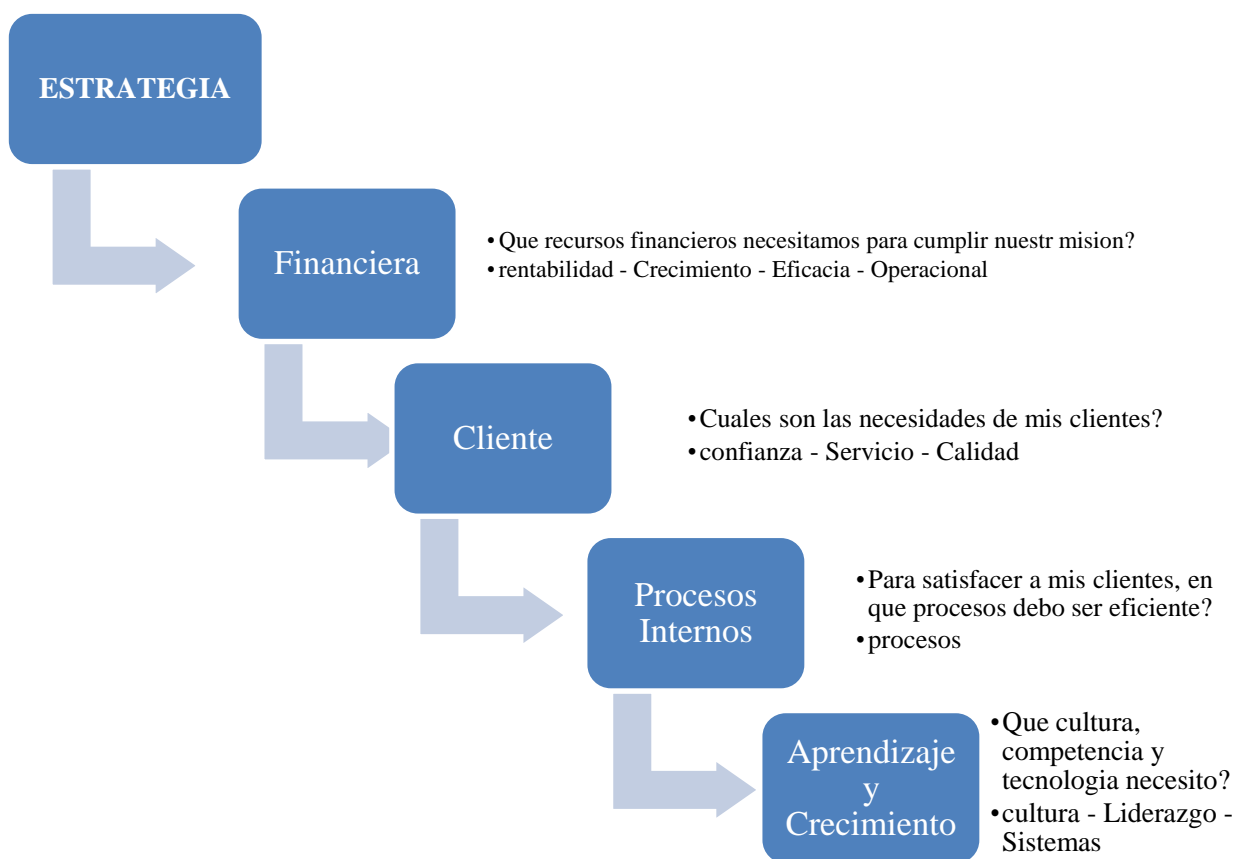 ESTRATEGIA
Financiera
• Que recursos financieros necesitamos para cumplir nuestr mision?
• rentabilidad - Crecimiento - Eficacia - Operacional
Cliente
• Cuales son las necesidades de mis clientes?
• confianza - Servicio - Calidad
Procesos
Internos
• Para satisfacer a mis clientes, en
que procesos debo ser eficiente?
• procesos
Aprendizaje
y
Crecimiento
• Que cultura,
competencia y
tecnologia necesito?
• cultura - Liderazgo -
Sistemas